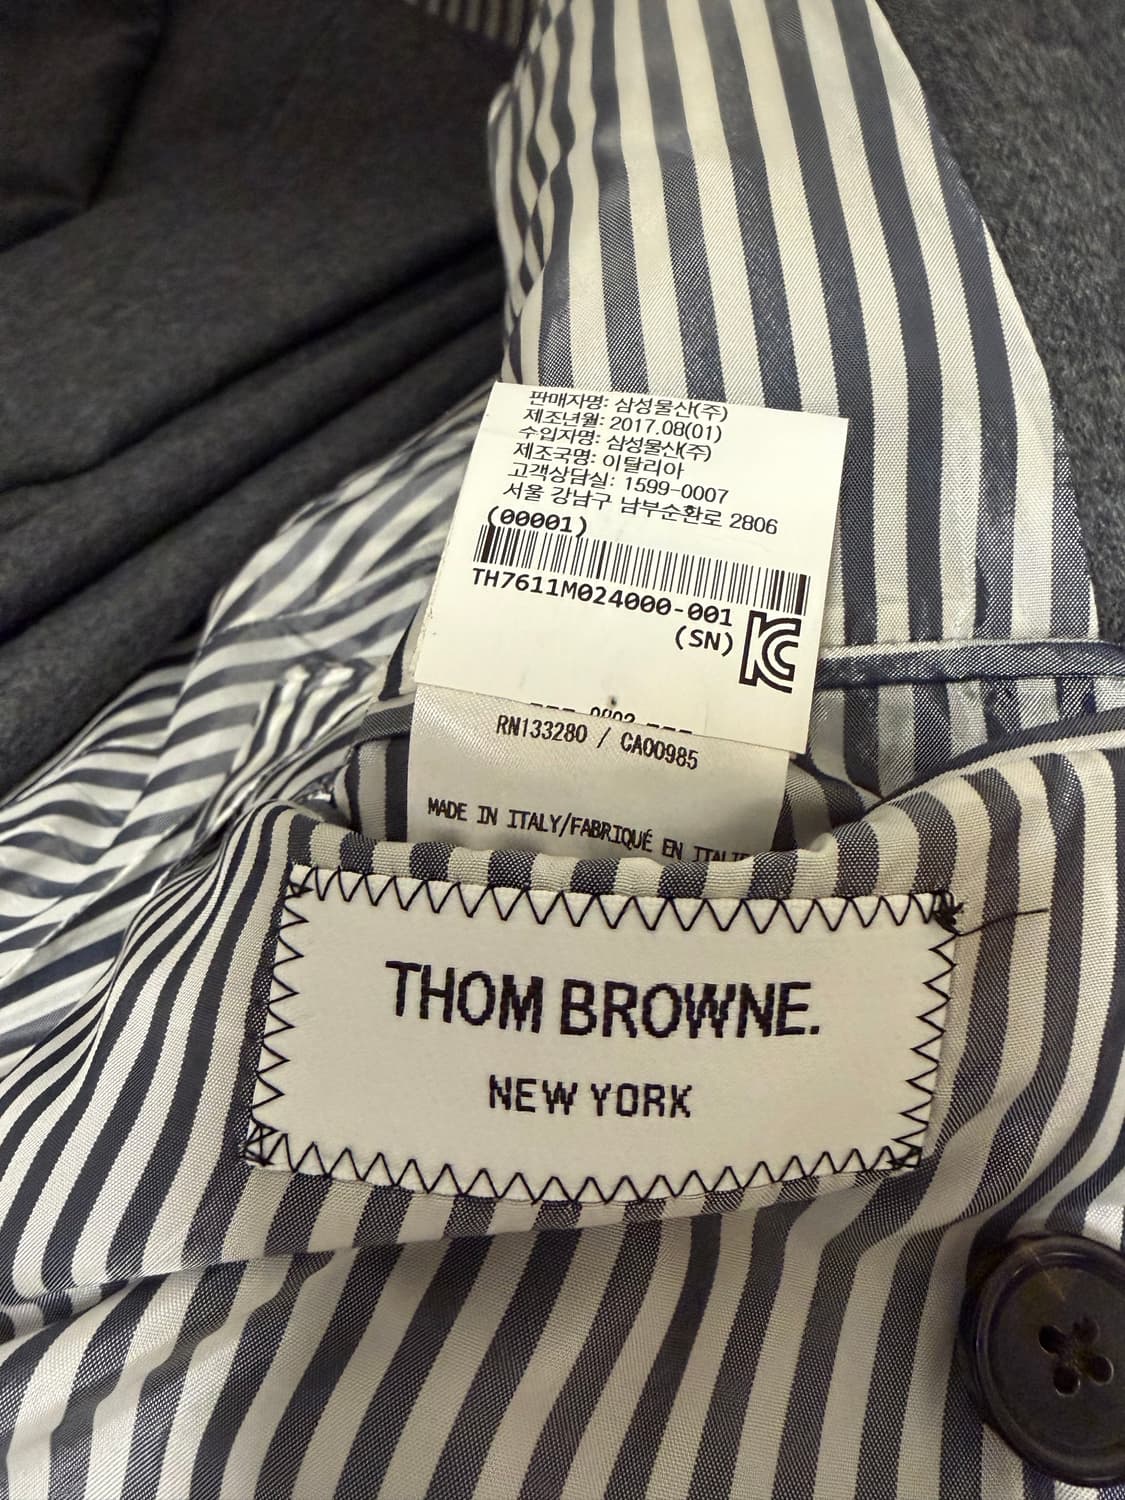 판매자명: 삼성물산(주)
제조년월: 2017.08(01)
수입자명: 삼성물산(주)
제조국명: 이탈리아
고객상담실: 1599-0007
서울 강남구 남부순환로 2806
(00001)
TH7611M024000-001
(SN)
RN133280 / CA00985
MADE IN ITALY/FABRIQUÉ EN ITALIE
THOM BROWNE.
NEW YORK